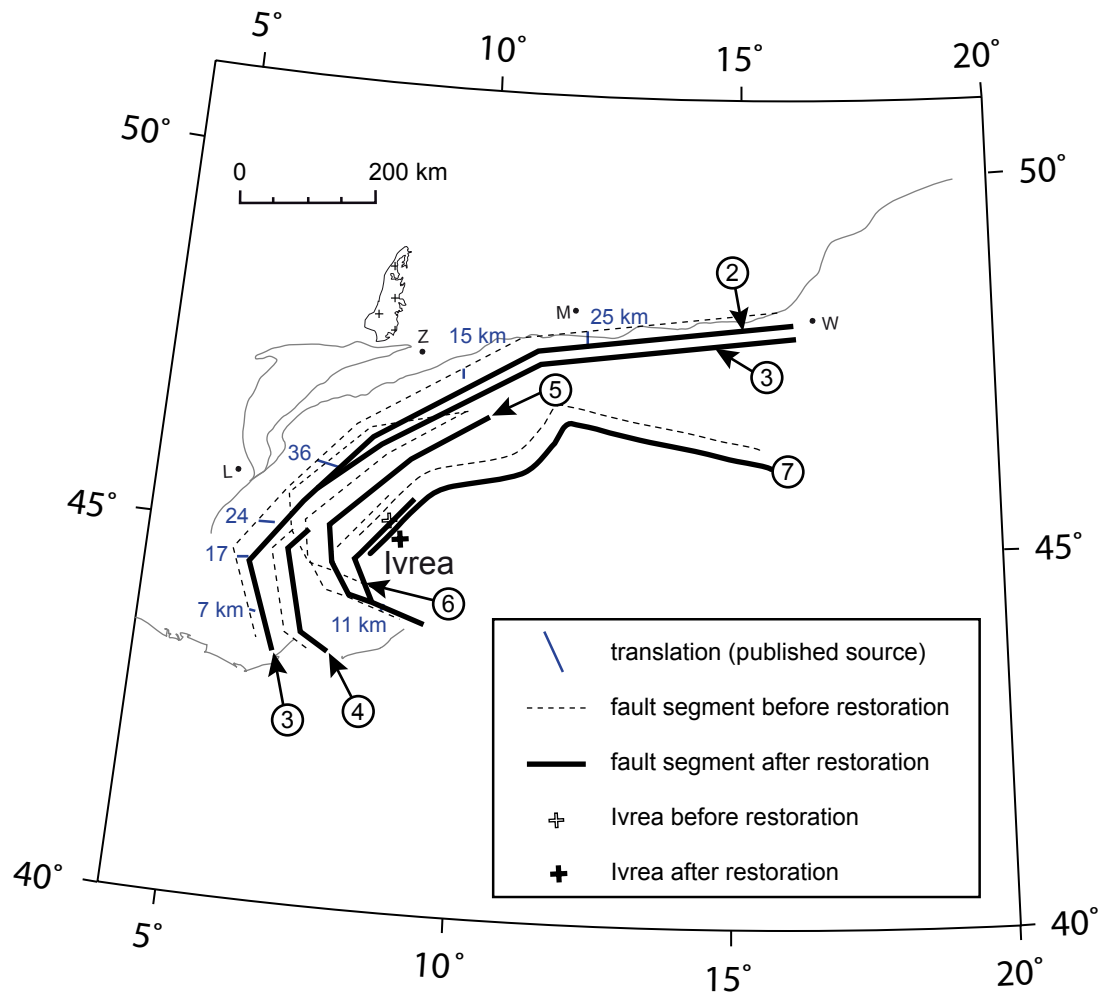 5°
10°
15°
20°
50°
50°
0 200 km
2
M
25 km
W
15 km
Z
3
5
36
L
7
45°
24
45°
17
Ivrea
6
7 km
11 km
translation (published source)
3
4
fault segment before restoration
fault segment after restoration
Ivrea before restoration
Ivrea after restoration
40°
40°
5°
10°
15°
20°